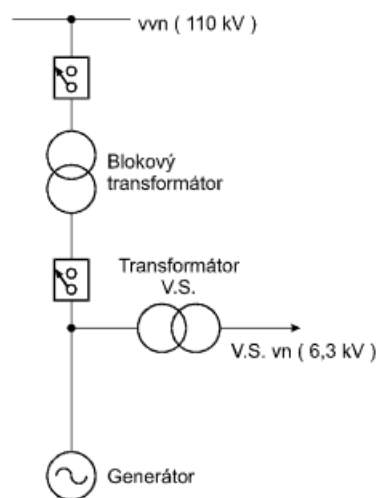 vvn ( 110 kV )
Blokový
transformátor
Transformátor
V.S.
V.S. vn ( 6,3 kV )
Generátor